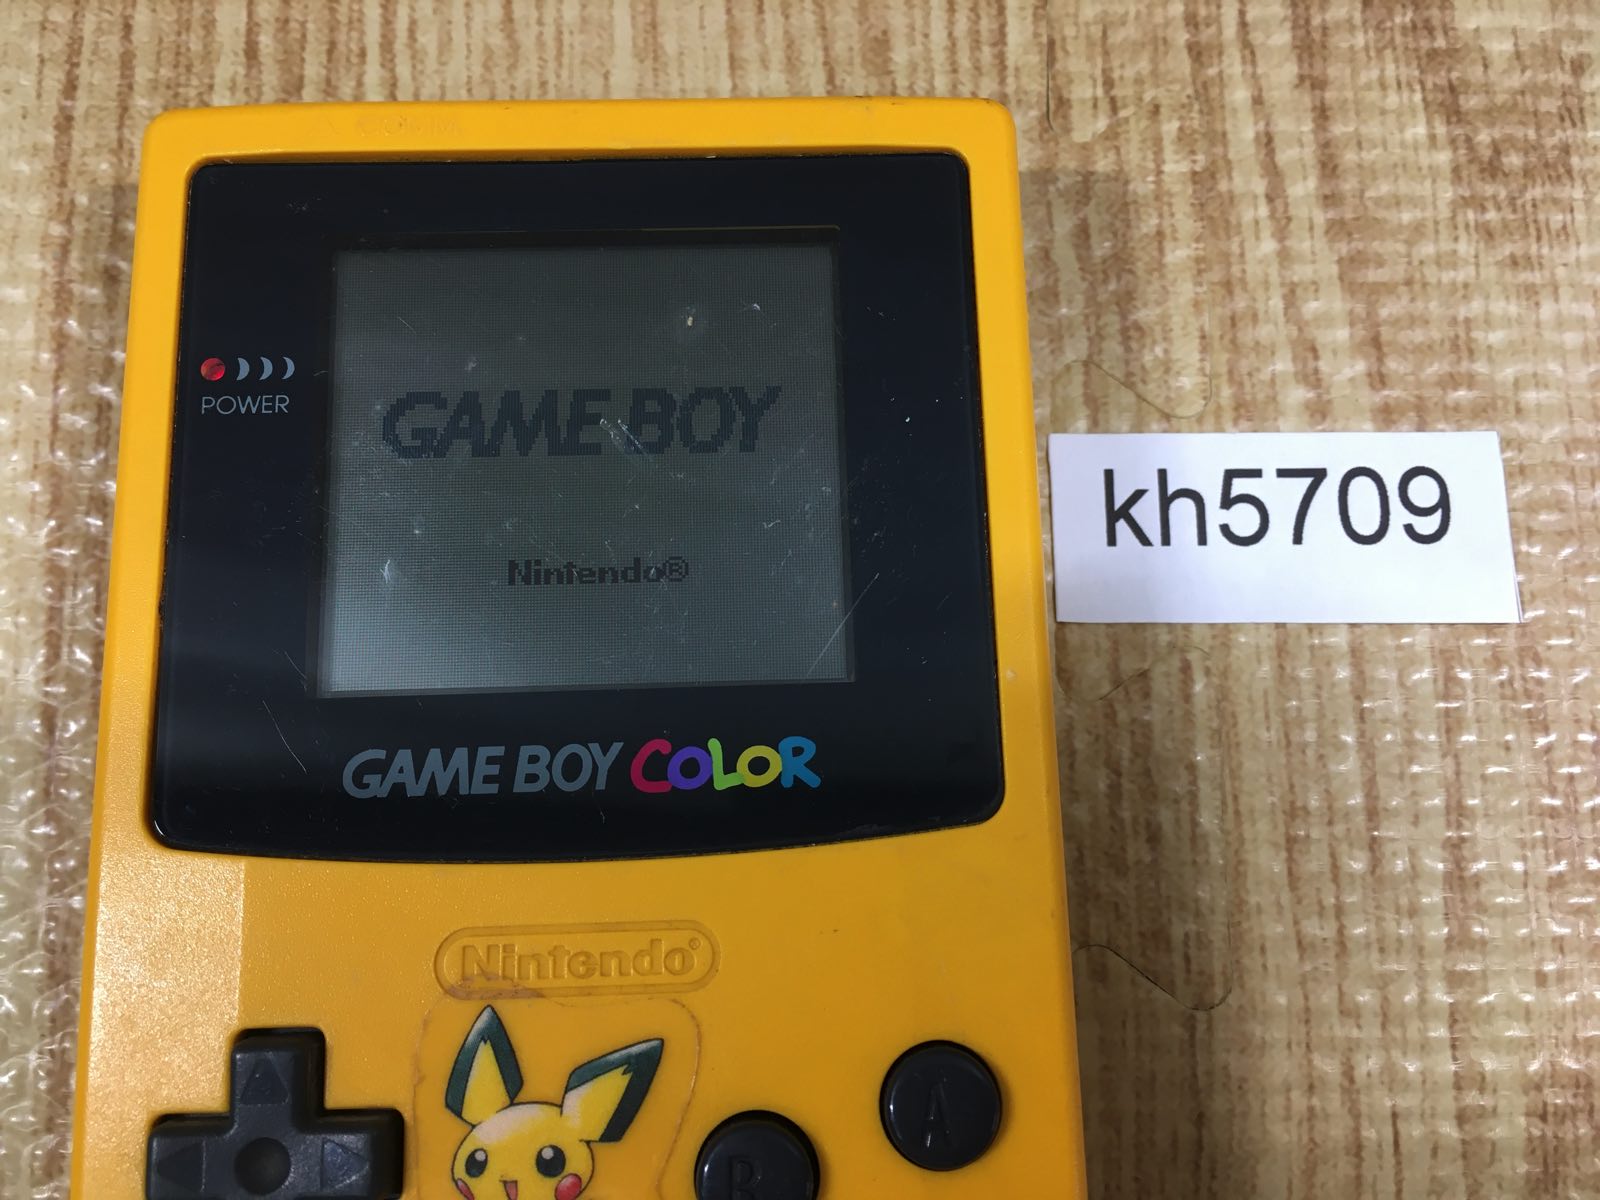 COMM.
POWER
GAME BOY
Nintendo®
kh5709
GAME BOY COLOR
Nintendo®
A
B